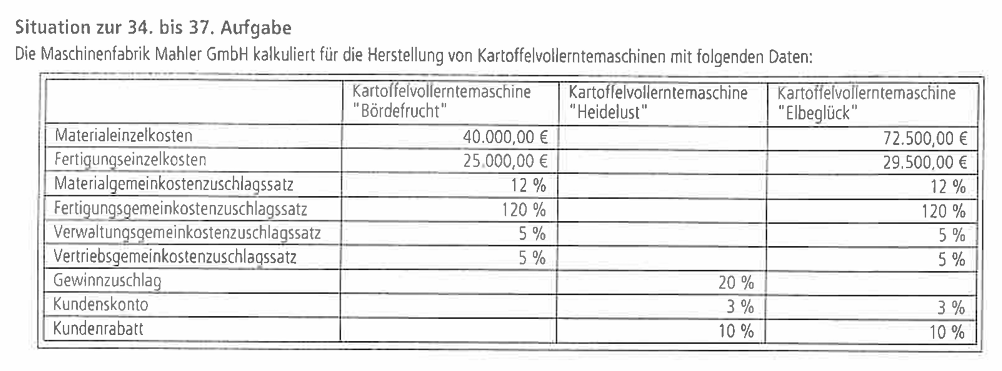 Situation zur 34. bis 37. Aufgabe
Die Maschinenfabrik Mahler GmbH kalkuliert für die Herstellung von Kartoffelvollerntemaschinen mit folgenden Daten:
Kartoffelvollerntemaschine "Bördefrucht" Kartoffelvollerntemaschine "Heidelust" Kartoffelvollerntemaschine "Elbeglück"
Materialeinzelkosten 40.000,00 € 72.500,00 €
Fertigungseinzelkosten 25.000,00 € 29.500,00 €
Materialgemeinkostenzuschlagssatz 12 % 12 %
Fertigungsgemeinkostenzuschlagssatz 120 % 120 %
Verwaltungsgemeinkostenzuschlagssatz 5 % 5 %
Vertriebsgemeinkostenzuschlagssatz 5 % 5 %
Gewinnzuschlag 20 %
Kundenskonto 3 % 3 %
Kundenrabatt 10 % 10 %